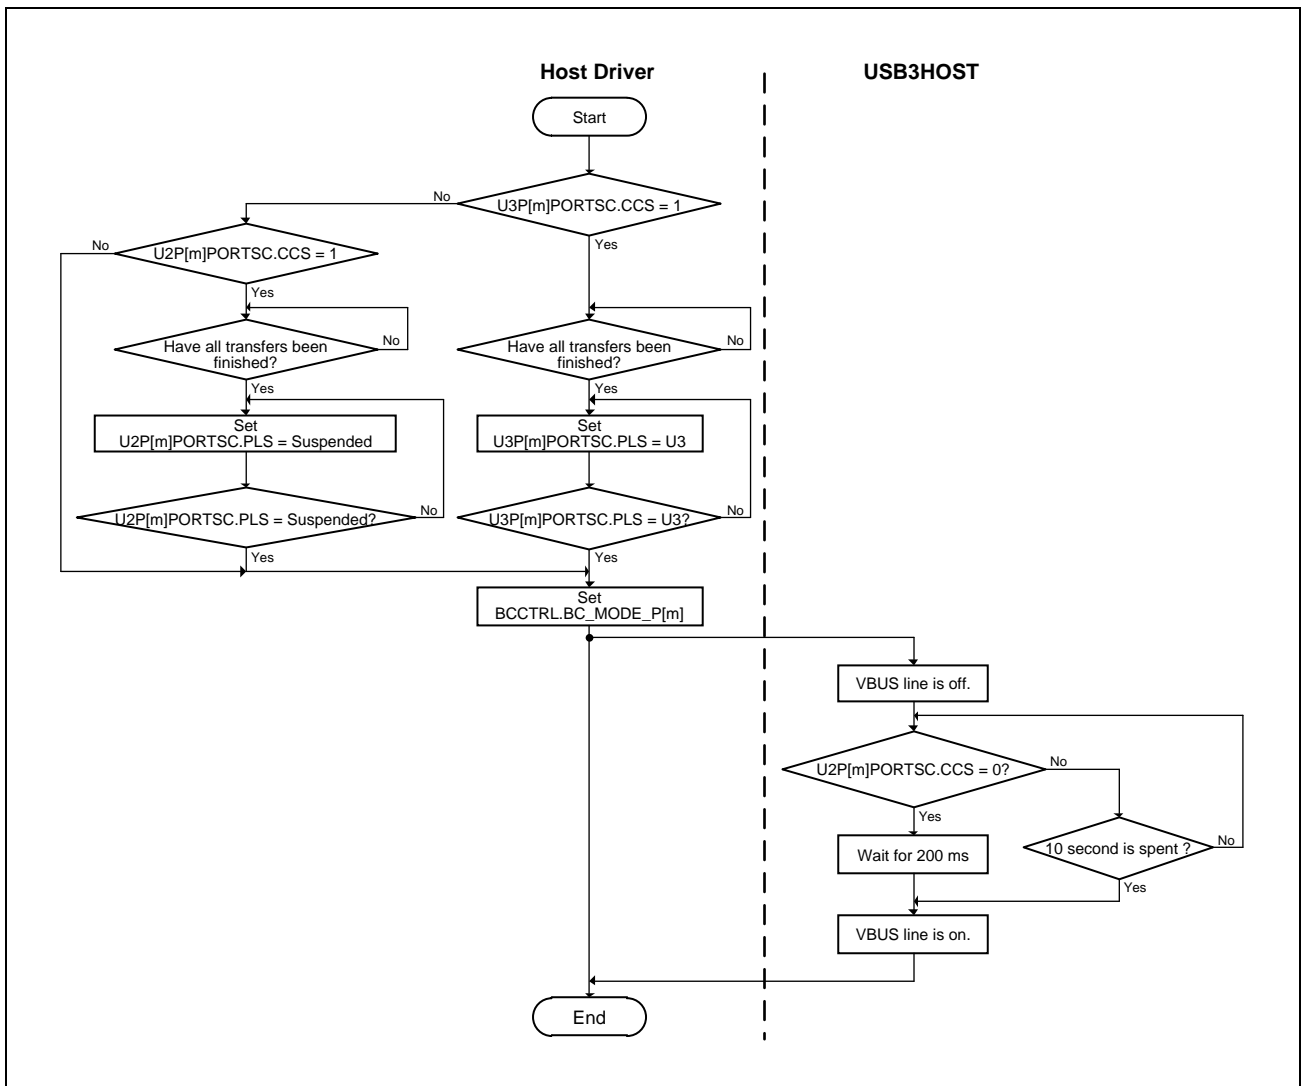 Host Driver
USB3HOST
Start
No
U3P[m]PORTSC.CCS = 1
No
U2P[m]PORTSC.CCS = 1
Yes
Yes
Have all transfers been
finished?
No
Have all transfers been
finished?
No
Yes
Yes
Set
U2P[m]PORTSC.PLS = Suspended
Set
U3P[m]PORTSC.PLS = U3
U2P[m]PORTSC.PLS = Suspended?
No
U3P[m]PORTSC.PLS = U3?
No
Yes
Yes
Set
BCCTRL.BC_MODE_P[m]
VBUS line is off.
U2P[m]PORTSC.CCS = 0?
No
Yes
Wait for 200 ms
10 second is spent ?
No
Yes
VBUS line is on.
End